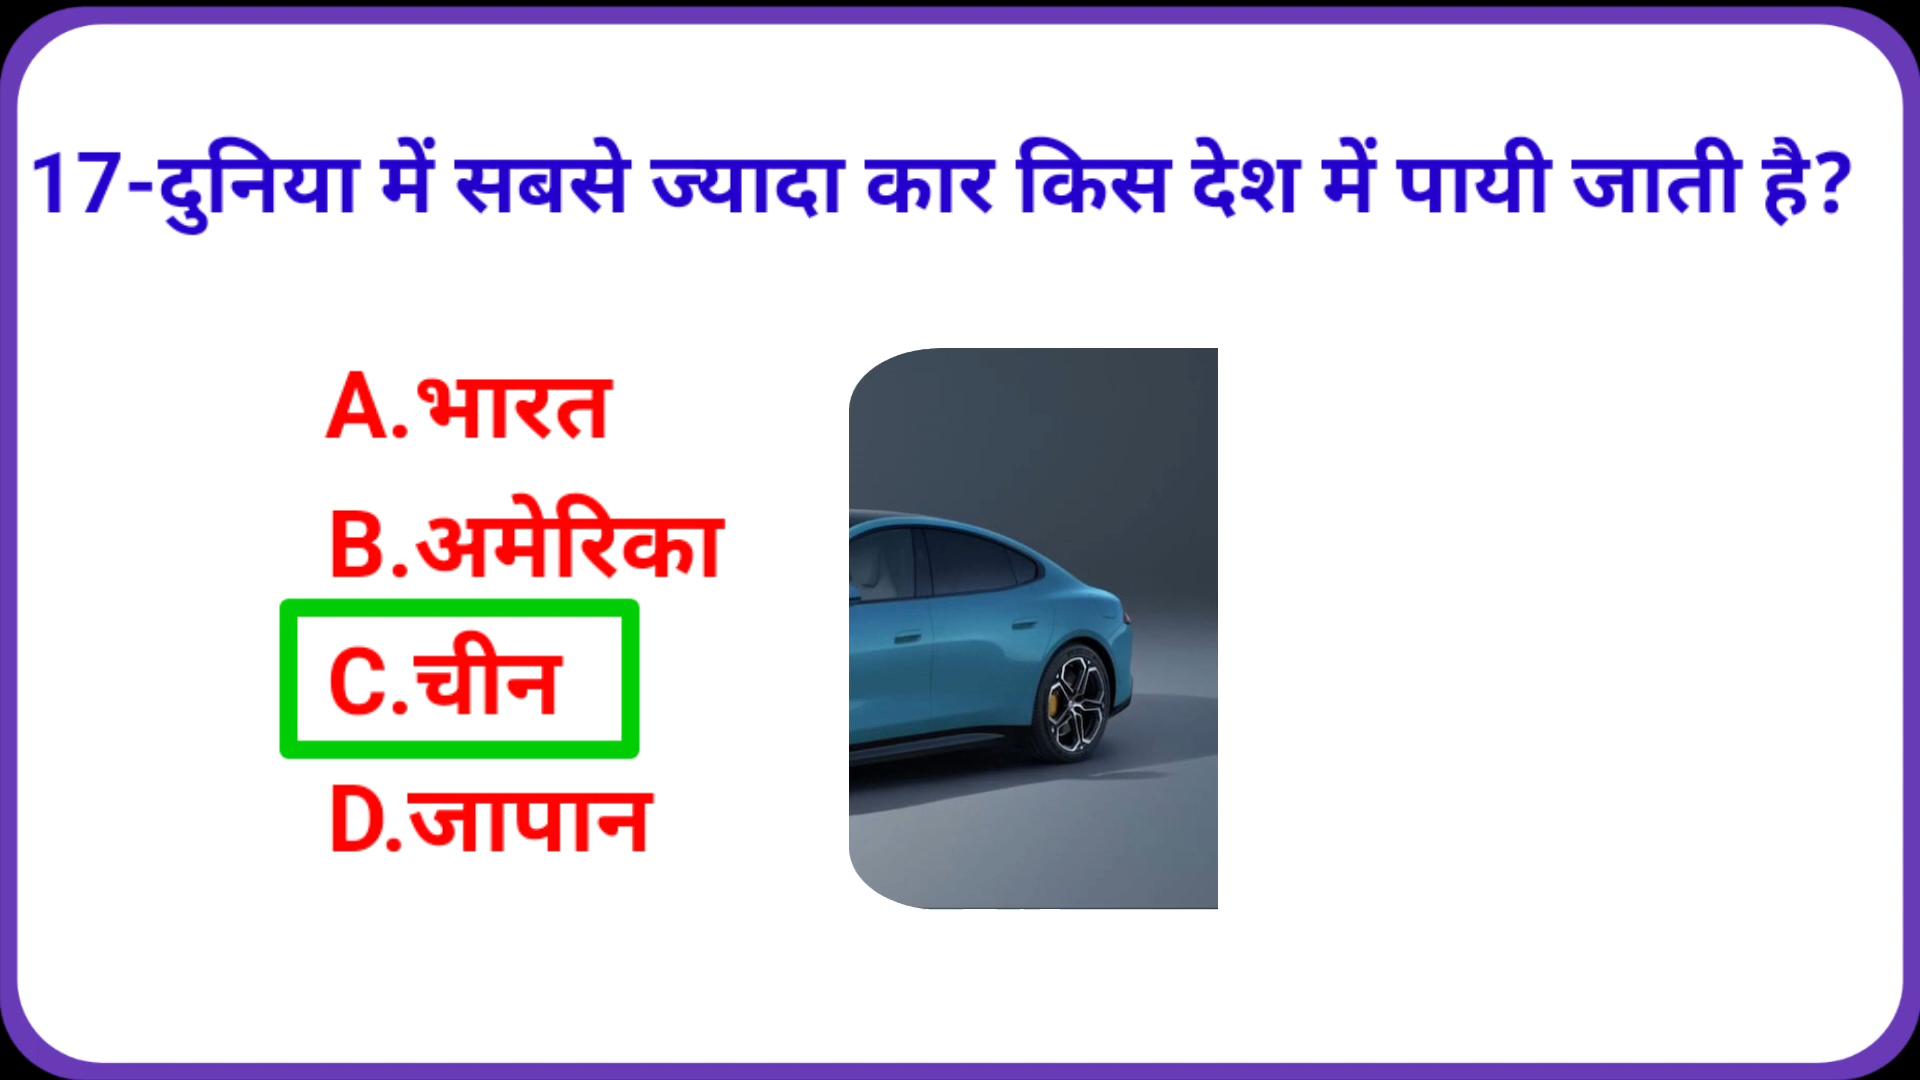 17-दुनिया में सबसे ज्यादा कार किस देश में पायी जाती है?
A.भारत
B.अमेरिका
C.चीन
D.जापान